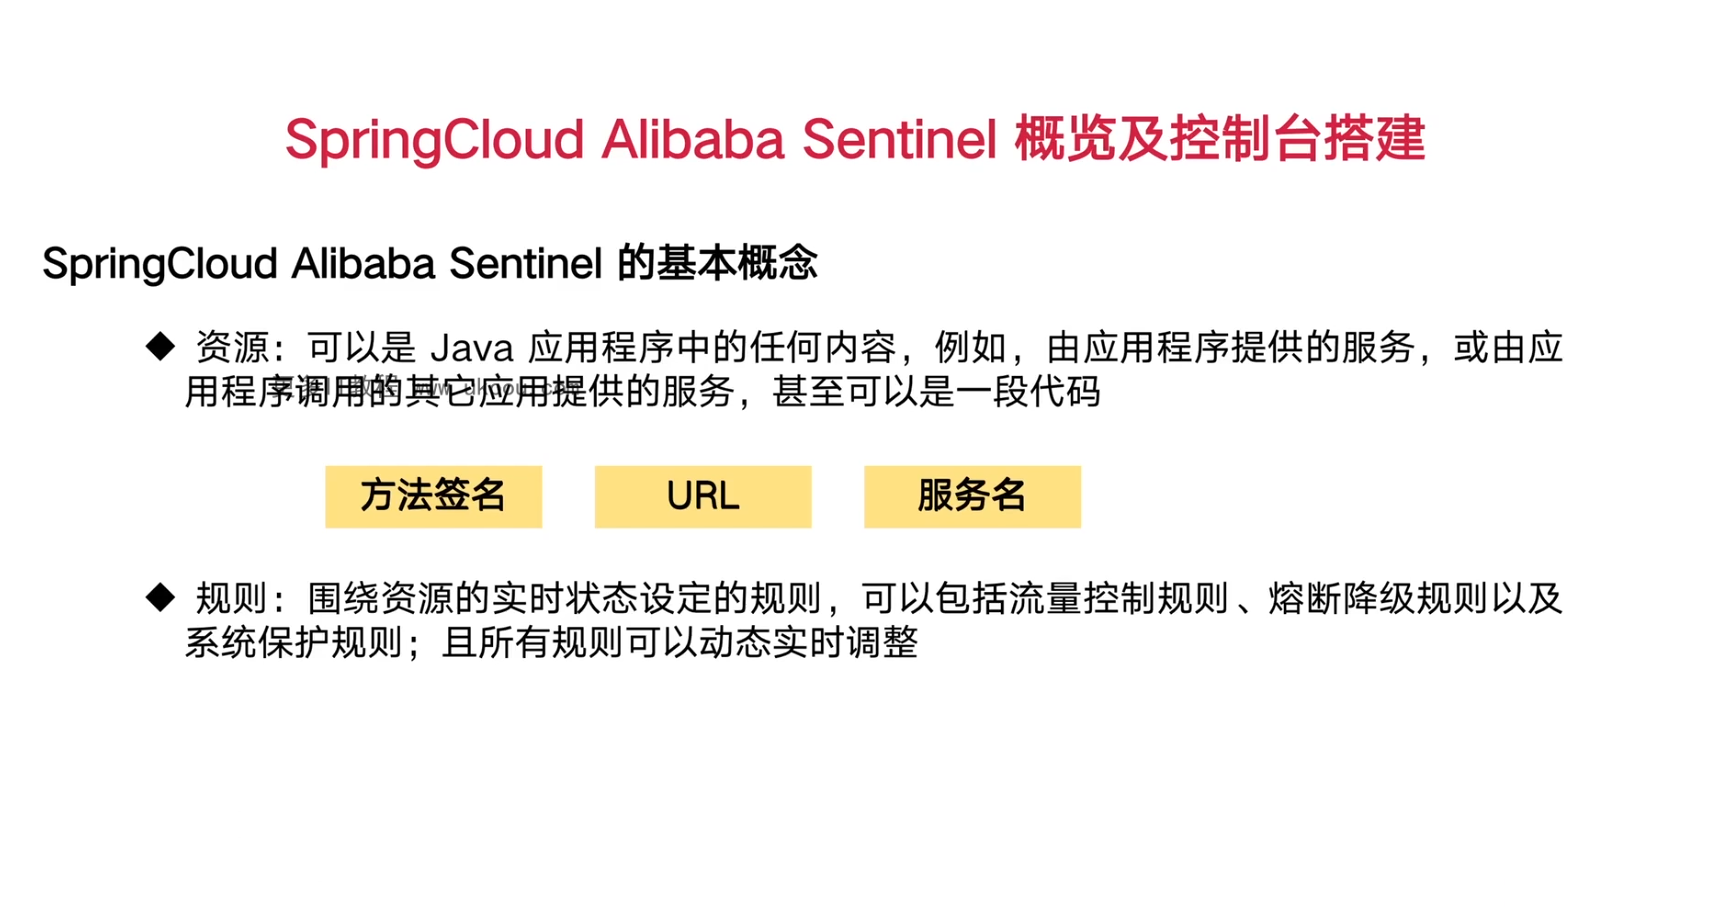 SpringCloud Alibaba Sentinel 概览及控制台搭建
SpringCloud Alibaba Sentinel 的基本概念
◆ 资源：可以是 Java 应用程序中的任何内容，例如，由应用程序提供的服务，或由应
用程序调用的其它应用提供的服务，甚至可以是一段代码
方法签名 URL 服务名
◆ 规则：围绕资源的实时状态设定的规则，可以包括流量控制规则、熔断降级规则以及
系统保护规则；且所有规则可以动态实时调整